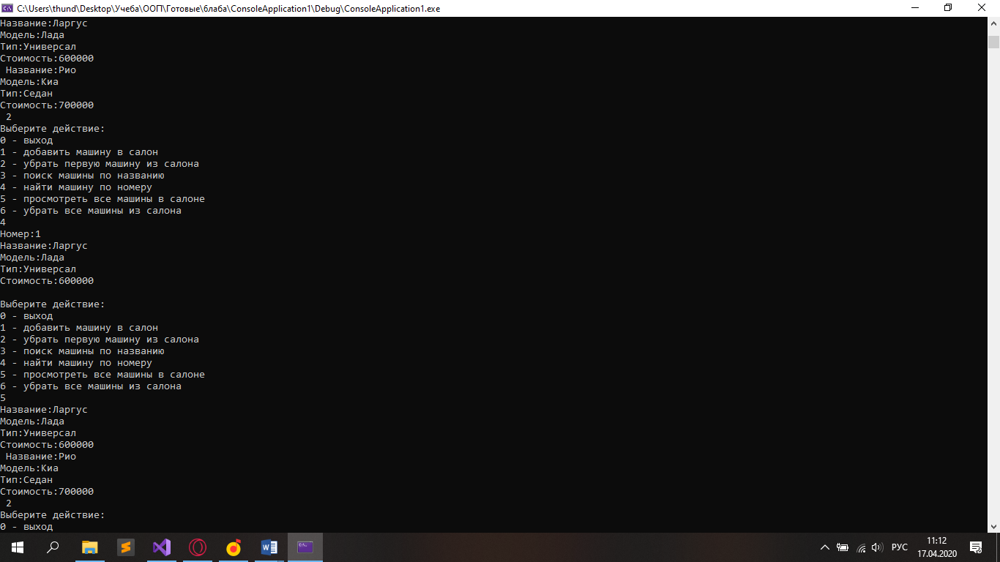 C:\Users\thund\Desktop\Учеба\ООП\Готовые\блаба\ConsoleApplication1\Debug\ConsoleApplication1.exe
Название:Ларгус
Модель:Лада
Тип:Универсал
Стоимость:600000
Название:Рио
Модель:Киа
Тип:Седан
Стоимость:700000
2
Выберите действие:
0 - выход
1 - добавить машину в салон
2 - убрать первую машину из салона
3 - поиск машины по названию
4 - найти машину по номеру
5 - просмотреть все машины в салоне
6 - убрать все машины из салона
4
Номер:1
Название:Ларгус
Модель:Лада
Тип:Универсал
Стоимость:600000
Выберите действие:
0 - выход
1 - добавить машину в салон
2 - убрать первую машину из салона
3 - поиск машины по названию
4 - найти машину по номеру
5 - просмотреть все машины в салоне
6 - убрать все машины из салона
5
Название:Ларгус
Модель:Лада
Тип:Универсал
Стоимость:600000
Название:Рио
Модель:Киа
Тип:Седан
Стоимость:700000
2
Выберите действие:
0 - выход
РУС
11:12
17.04.2020